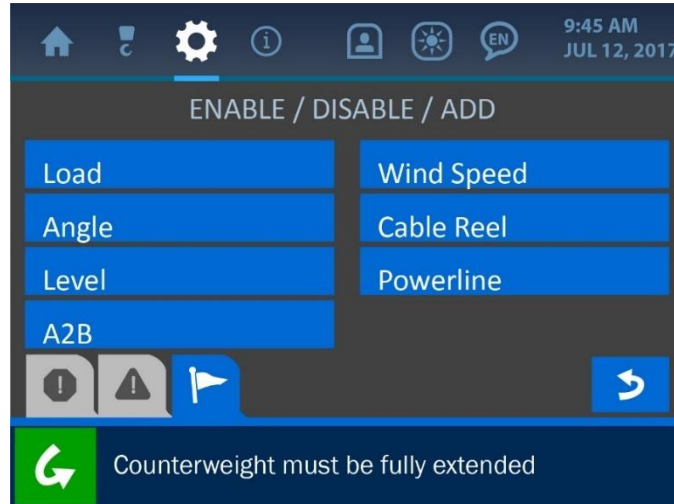 EN
9:45 AM
JUL 12, 2017
ENABLE / DISABLE / ADD
Load
Wind Speed
Angle
Cable Reel
Level
Powerline
A2B
Counterweight must be fully extended